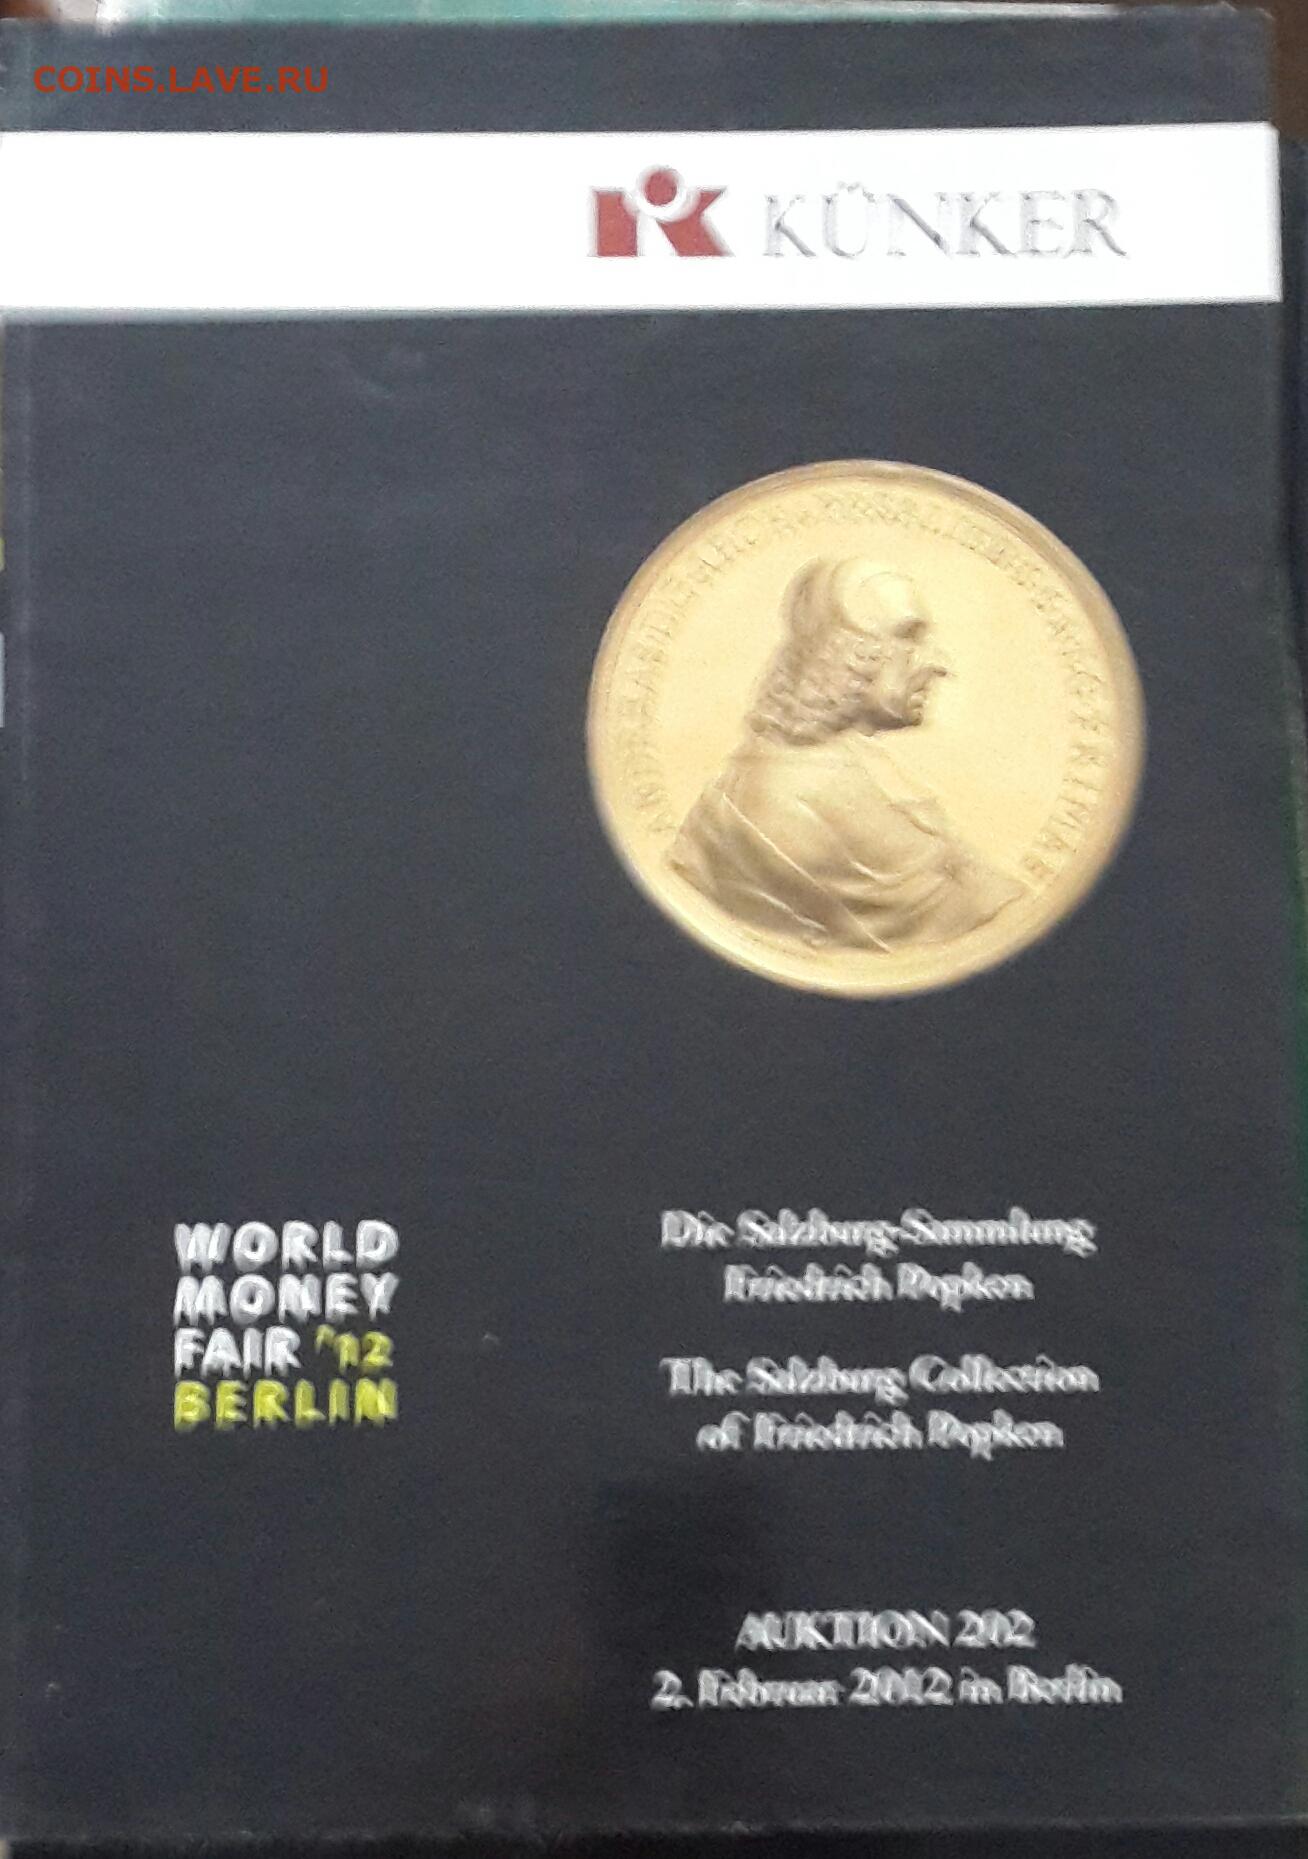 COINS.LAVE.RU
KÜNKER
WORLD
MONEY
FAIR '12
BERLIN
Die Salzburg-Sammlung
Friedrich Popken
The Salzburg Collection
of Friedrich Popken
AUKTION 202
2. Februar 2012 in Berlin